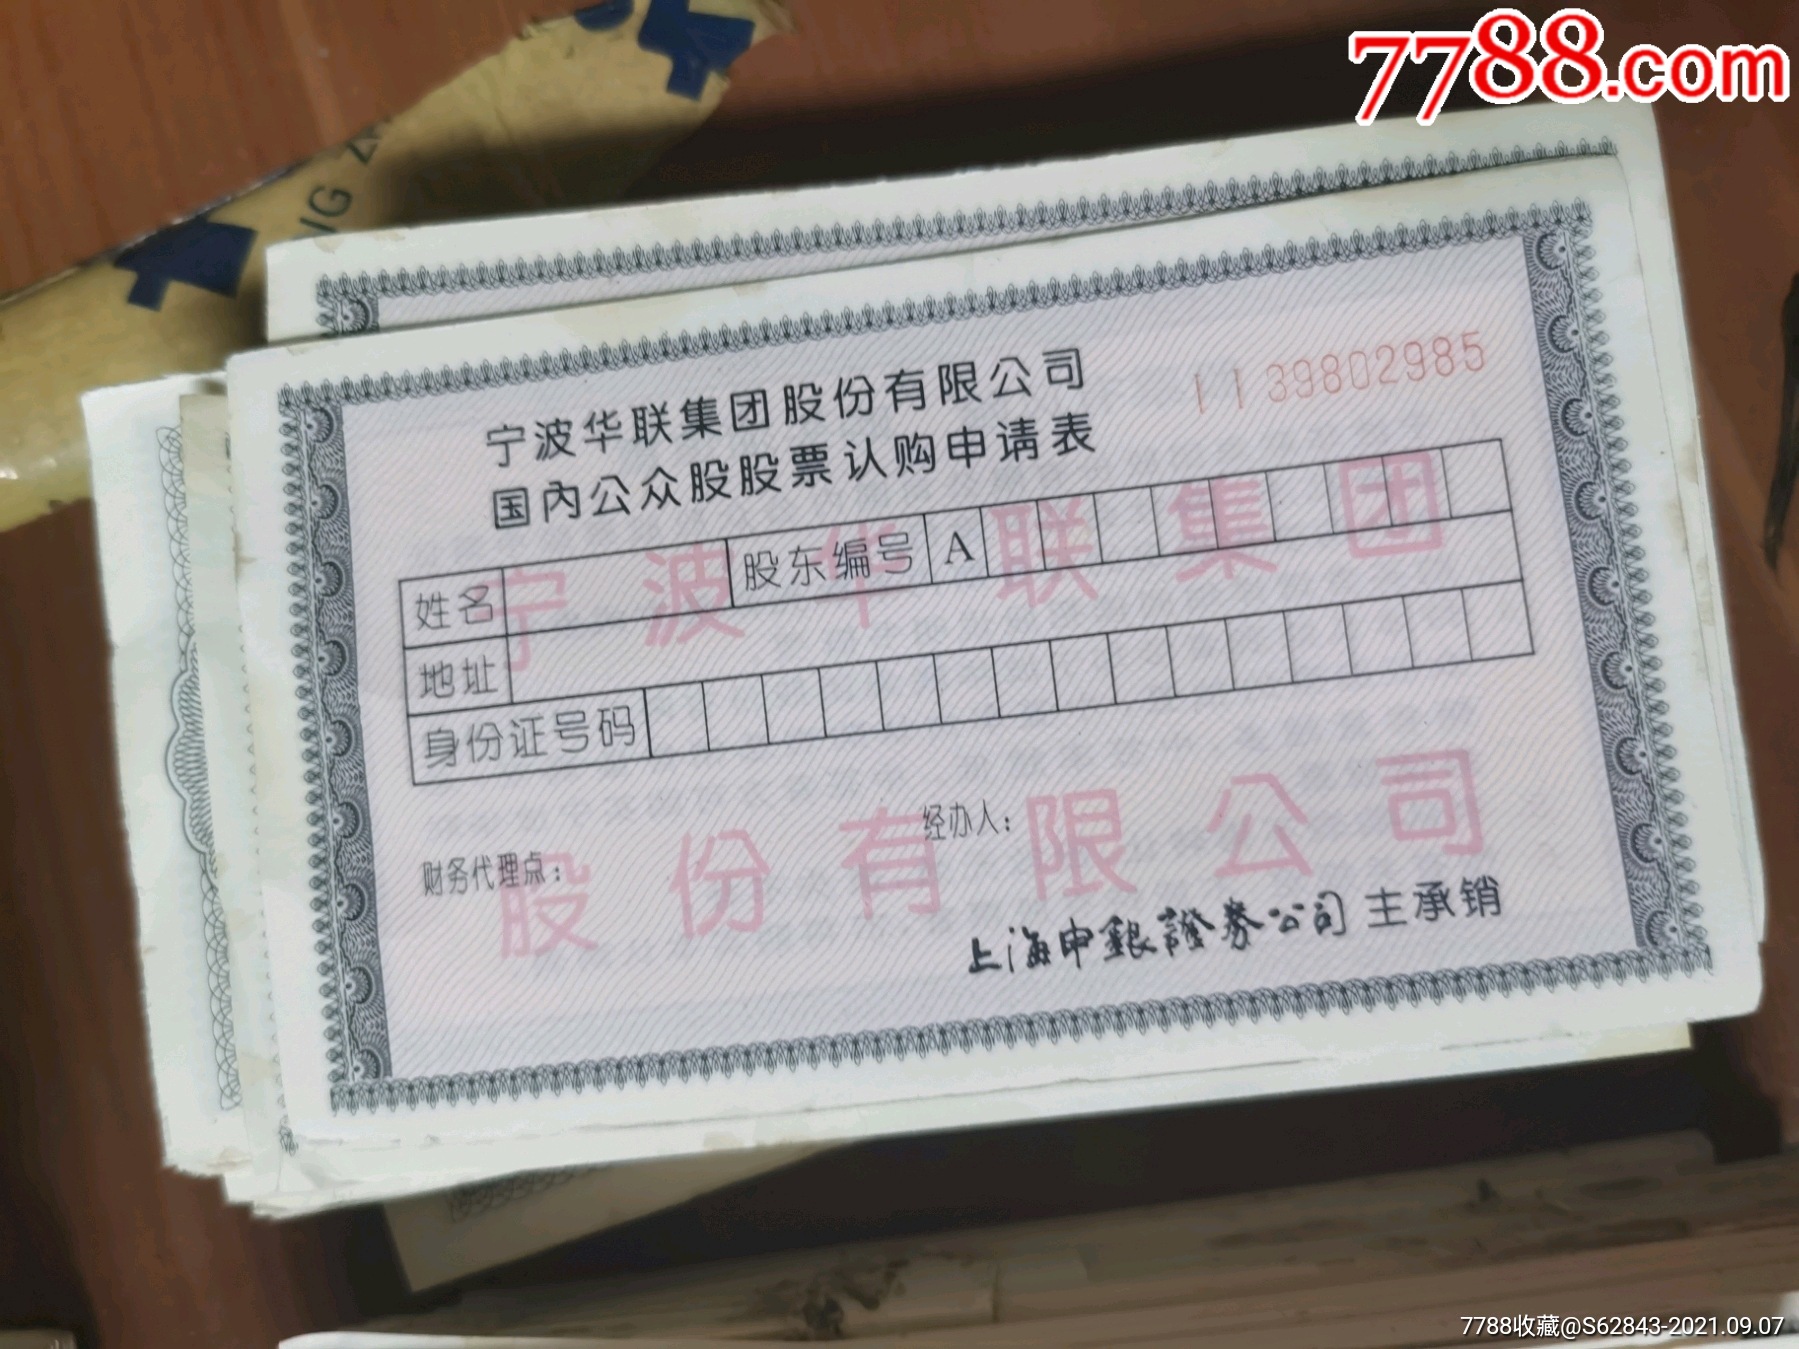 7788.com
NG ZH
宁波华联集团股份有限公司
国内公众股股票认购申请表
1139802985
姓名
股东编号
A
地址
身份证号码
宁波华联集团
股份有限公司
经办人：
财务代理点：
上海申銀證券公司 主承销
7788收藏@S62843-2021.09.07